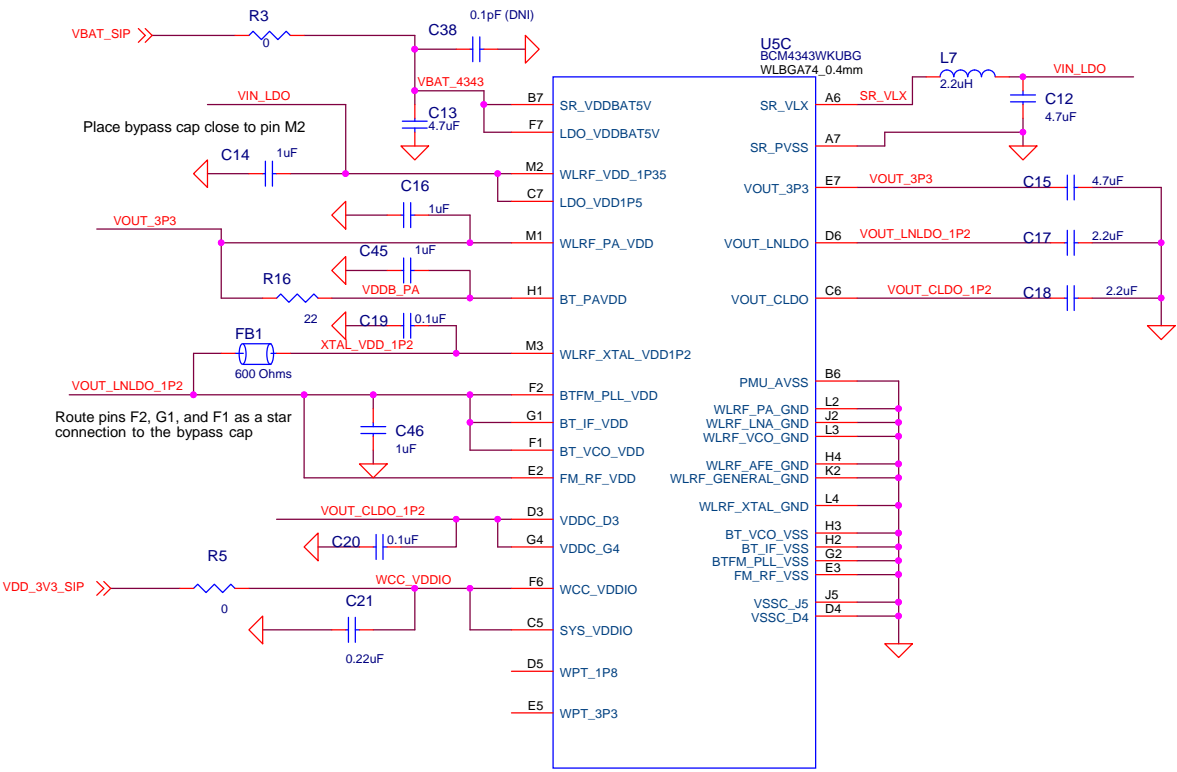 R3
0
VBAT_SIP
C38
0.1pF (DNI)
U5C
BCM4343WKUBG
WLBGA74_0.4mm
L7
2.2uH
VIN_LDO
VBAT_4343
VIN_LDO
B7
SR_VDDBAT5V
SR_VLX
A6
SR_VLX
C12
4.7uF
Place bypass cap close to pin M2
C13
4.7uF
F7
LDO_VDDBAT5V
SR_PVSS
A7
C14
1uF
M2
WLRF_VDD_1P35
C7
LDO_VDD1P5
VOUT_3P3
E7
VOUT_3P3
C15
4.7uF
C16
1uF
VOUT_3P3
M1
WLRF_PA_VDD
VOUT_LNLDO
D6
VOUT_LNLDO_1P2
C17
2.2uF
C45
1uF
R16
22
VDDB_PA
H1
BT_PAVDD
VOUT_CLDO
C6
VOUT_CLDO_1P2
C18
2.2uF
C19
0.1uF
FB1
600 Ohms
XTAL_VDD_1P2
M3
WLRF_XTAL_VDD1P2
VOUT_LNLDO_1P2
F2
BTFM_PLL_VDD
PMU_AVSS
B6
Route pins F2, G1, and F1 as a star
connection to the bypass cap
C46
1uF
G1
BT_IF_VDD
F1
BT_VCO_VDD
E2
FM_RF_VDD
WLRF_PA_GND
L2
WLRF_LNA_GND
J2
WLRF_VCO_GND
L3
WLRF_AFE_GND
H4
WLRF_GENERAL_GND
K2
WLRF_XTAL_GND
L4
VOUT_CLDO_1P2
D3
VDDC_D3
C20
0.1uF
G4
VDDC_G4
BT_VCO_VSS
H3
BT_IF_VSS
H2
BTFM_PLL_VSS
G2
FM_RF_VSS
E3
VDD_3V3_SIP
R5
0
WCC_VDDIO
F6
WCC_VDDIO
VSSC_J5
J5
VSSC_D4
D4
C21
0.22uF
C5
SYS_VDDIO
D5
WPT_1P8
E5
WPT_3P3